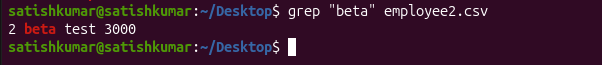 satishkumar@satishkumar:~/Desktop$ grep "beta" employee2.csv
2 beta test 3000
satishkumar@satishkumar:~/Desktop$